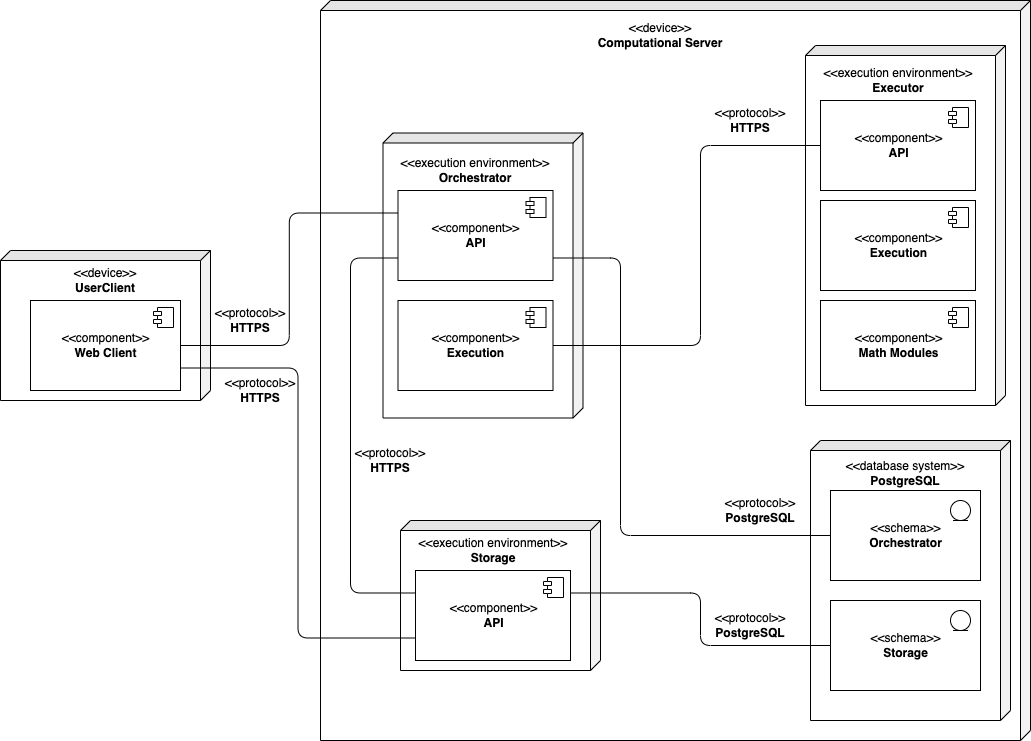 <<device>>
Computational Server
<<execution environment>>
Executor
<<component>>
API
<<component>>
Execution
<<component>>
Math Modules
<<protocol>>
HTTPS
<<execution environment>>
Orchestrator
<<component>>
API
<<component>>
Execution
<<device>>
UserClient
<<component>>
Web Client
<<protocol>>
HTTPS
<<protocol>>
HTTPS
<<protocol>>
HTTPS
<<database system>>
PostgreSQL
<<schema>>
Orchestrator
<<schema>>
Storage
<<protocol>>
PostgreSQL
<<execution environment>>
Storage
<<component>>
API
<<protocol>>
PostgreSQL